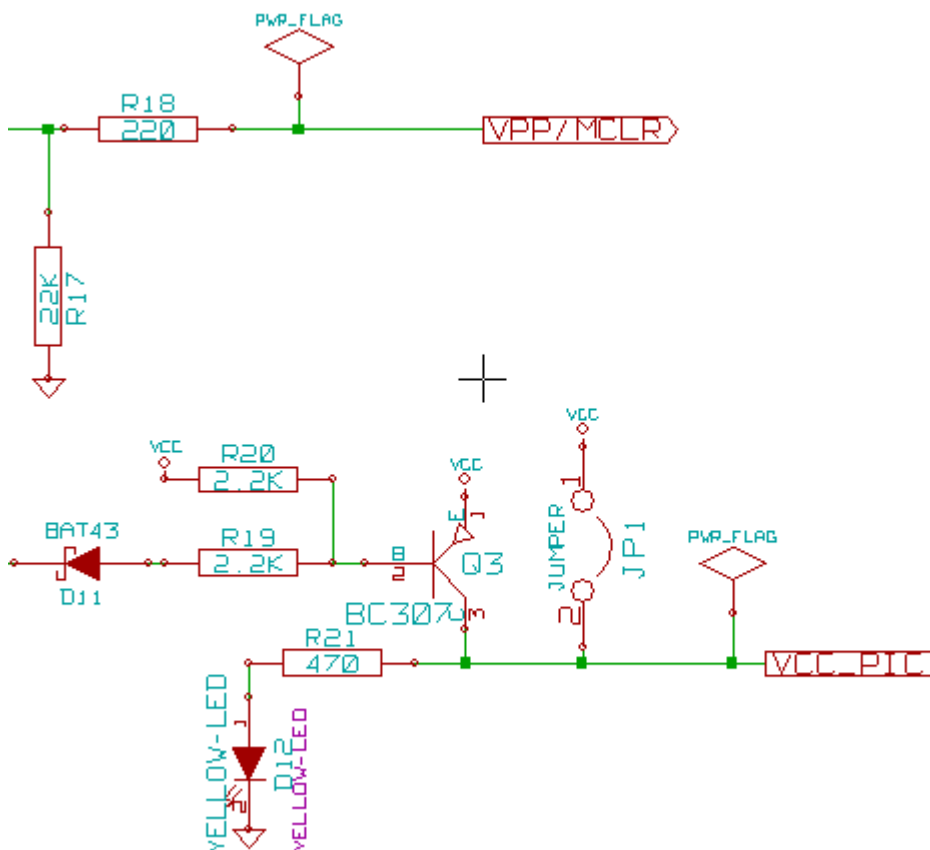 PWR_FLAG
R18
220
VPP/MCLR
22K
R17
VCC
R20
2.2K
VCC
VCC
BAT43
D11
R19
2.2K
B
2
E
1
Q3
BC307
C
3
JUMPER
1
2
JP1
PWR_FLAG
R21
470
VCC_PIC
YELLOW-LED
1
2
D12
YELLOW-LED